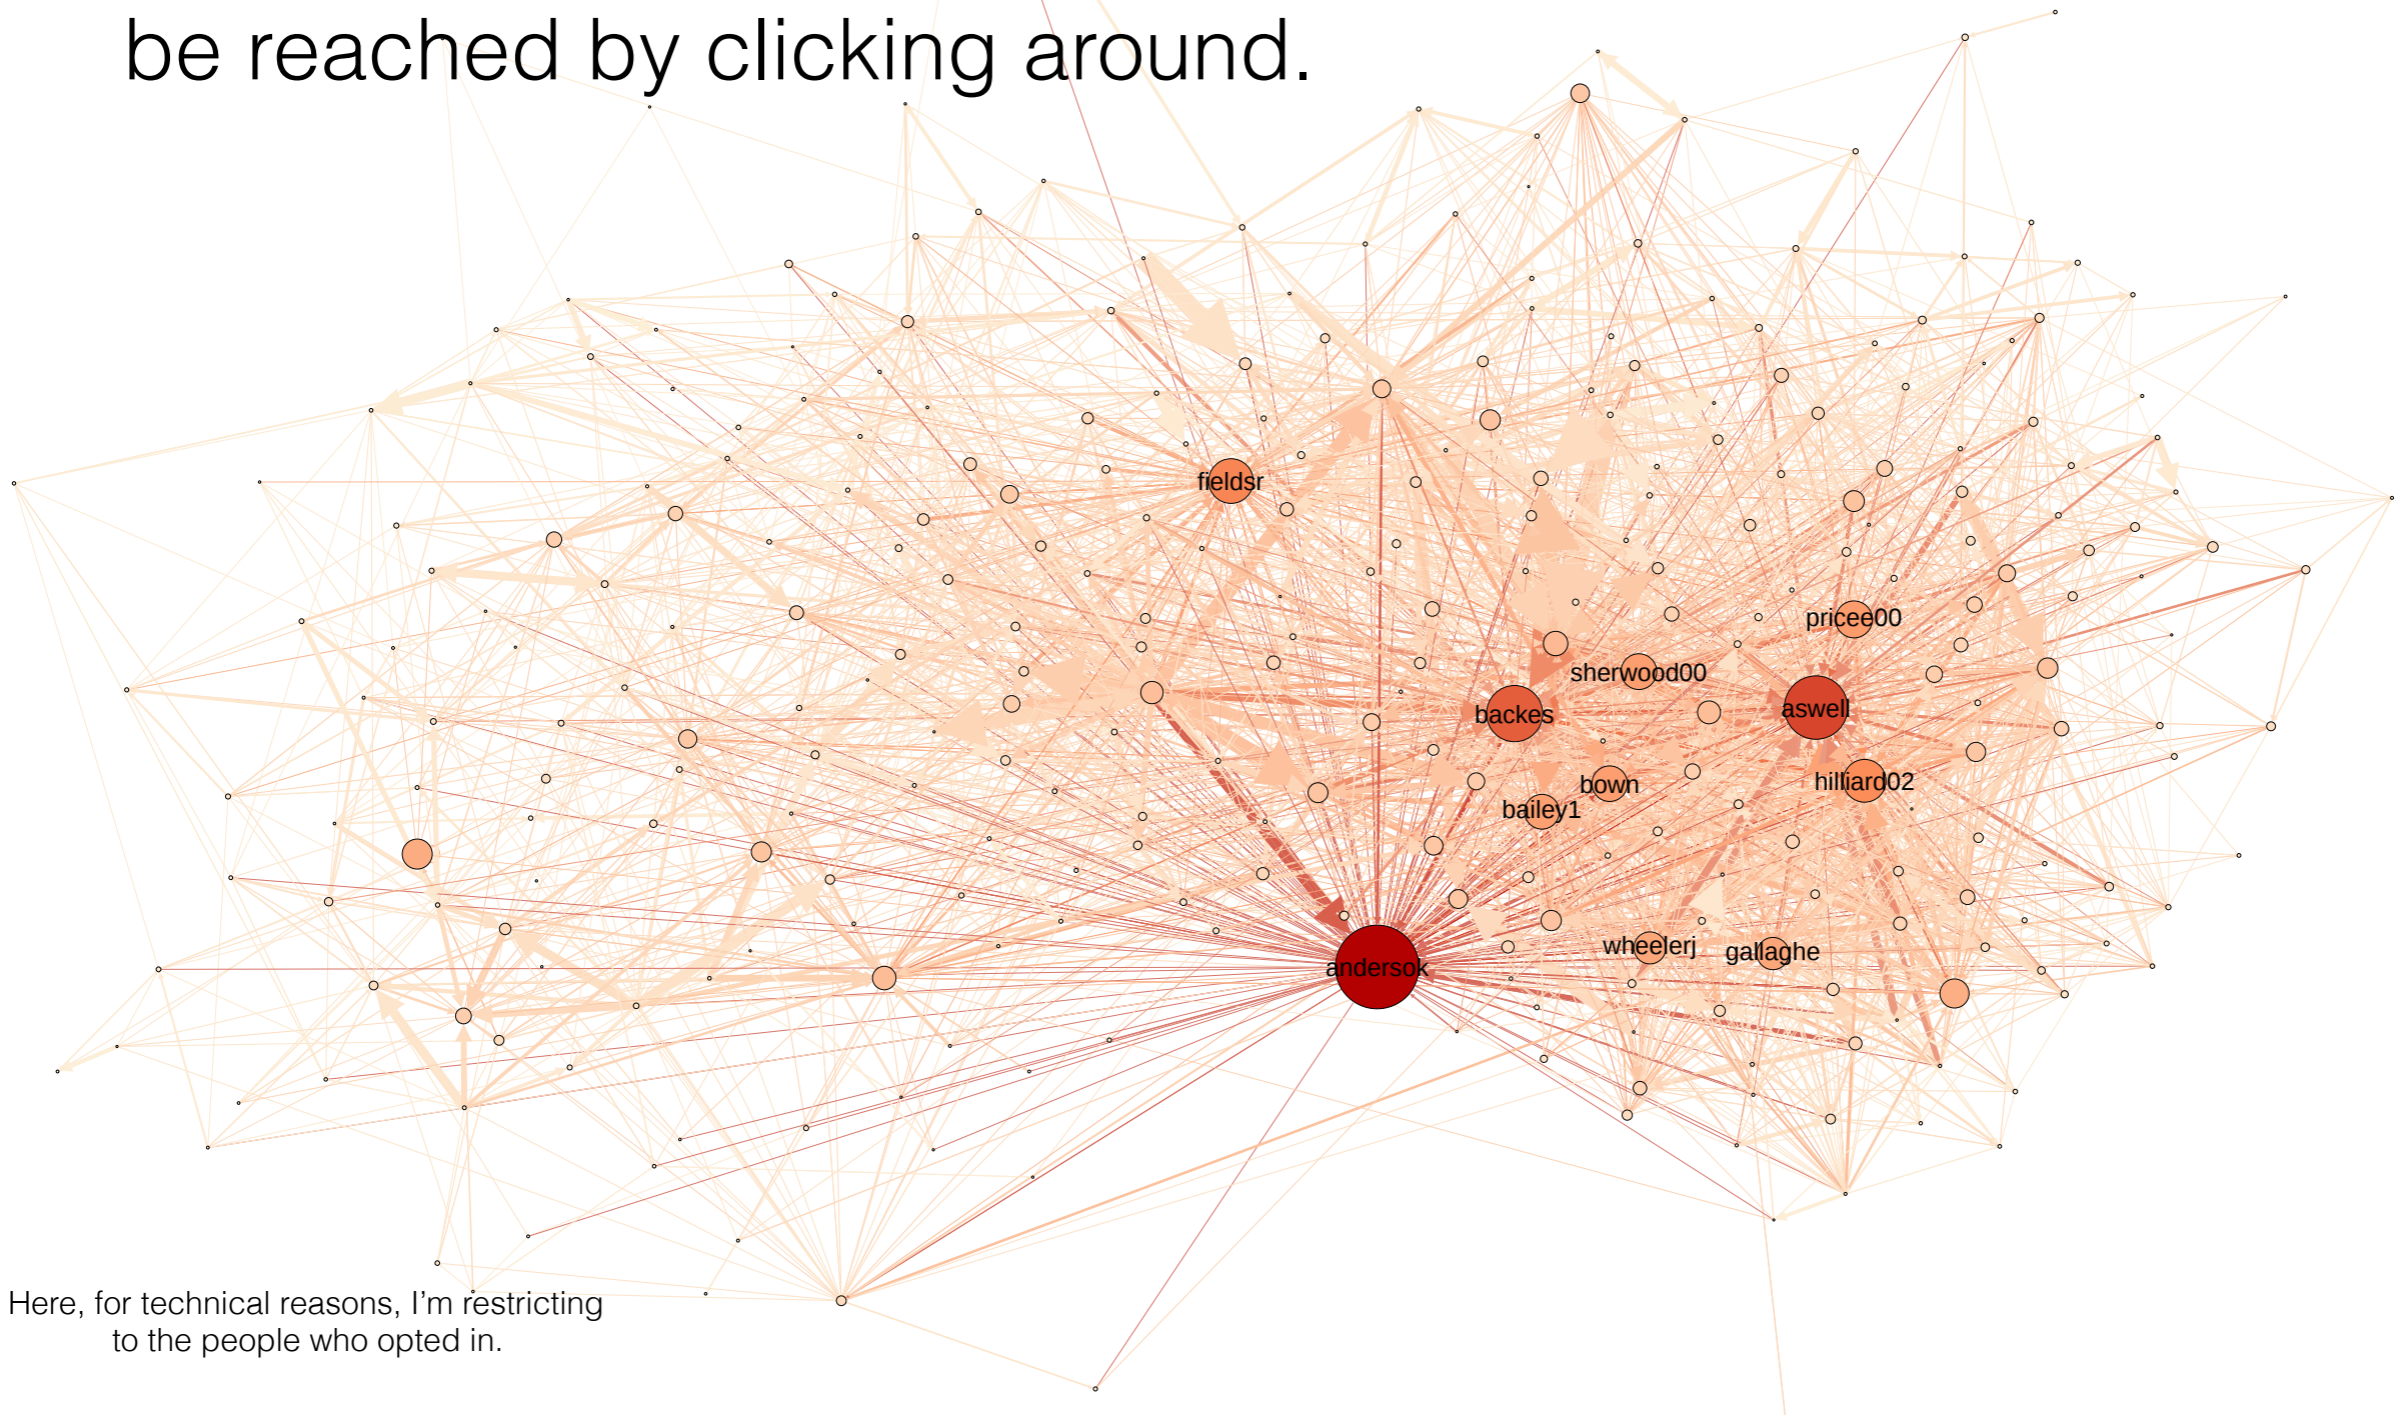 be reached by clicking around.
fieldsr
pricee00
sherwood00
backes
aswell
bown
hilliard02
bailey1
wheelerj
gallaghe
andersok
Here, for technical reasons, I'm restricting
to the people who opted in.